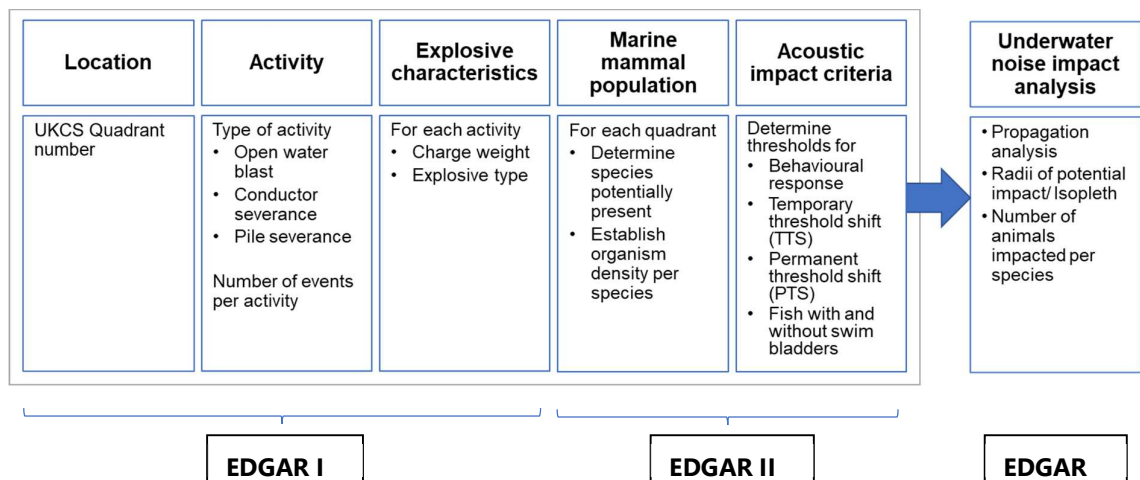 Location
Activity
Explosive
characteristics
Marine
mammal
population
Acoustic
impact criteria
Underwater
noise impact
analysis
UKCS Quadrant
number
Type of activity
• Open water
blast
• Conductor
severance
• Pile severance
Number of events
per activity
For each activity
• Charge weight
• Explosive type
For each quadrant
• Determine
species
potentially
present
• Establish
organism
density per
species
Determine
thresholds for
• Behavioural
response
• Temporary
threshold shift
(TTS)
• Permanent
threshold shift
(PTS)
• Fish with and
without swim
bladders
• Propagation
analysis
• Radii of potential
impact/ Isopleth
• Number of
animals
impacted per
species
EDGAR I
EDGAR II
EDGAR